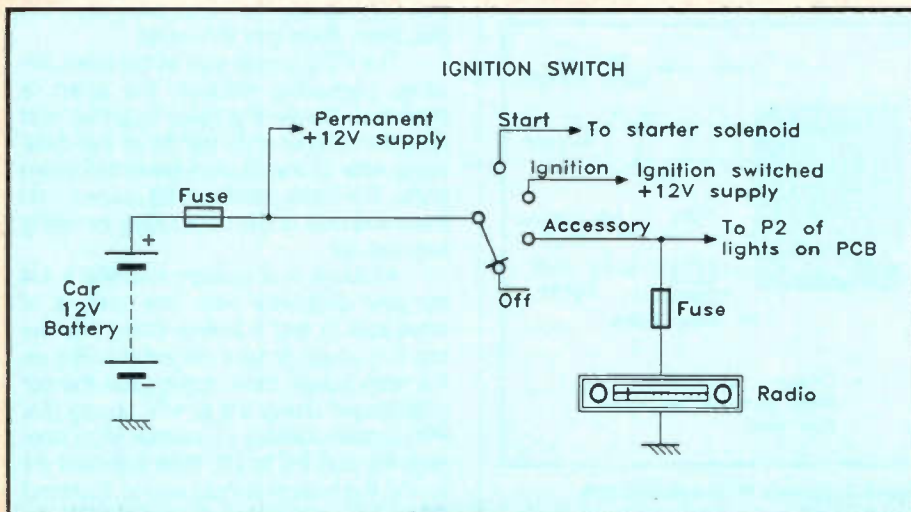 IGNITION SWITCH
Permanent
+12V supply
Start
To starter solenoid
Ignition
Ignition switched
+12V supply
Fuse
Accessory
To P2 of
lights on PCB
+
Car
12V
Battery
-
Off
Fuse
Radio